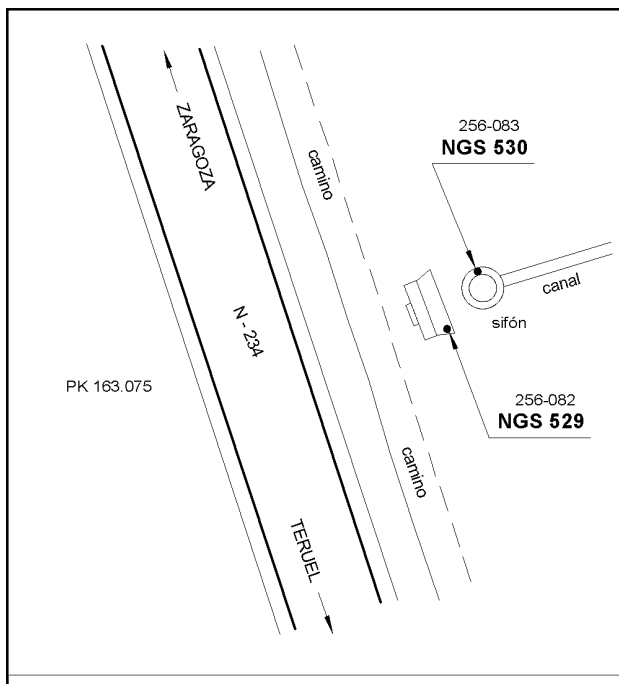 ZARAGOZA
camino
256-083
NGS 530
canal
sifón
N - 234
PK 163.075
256-082
NGS 529
camino
TERUEL